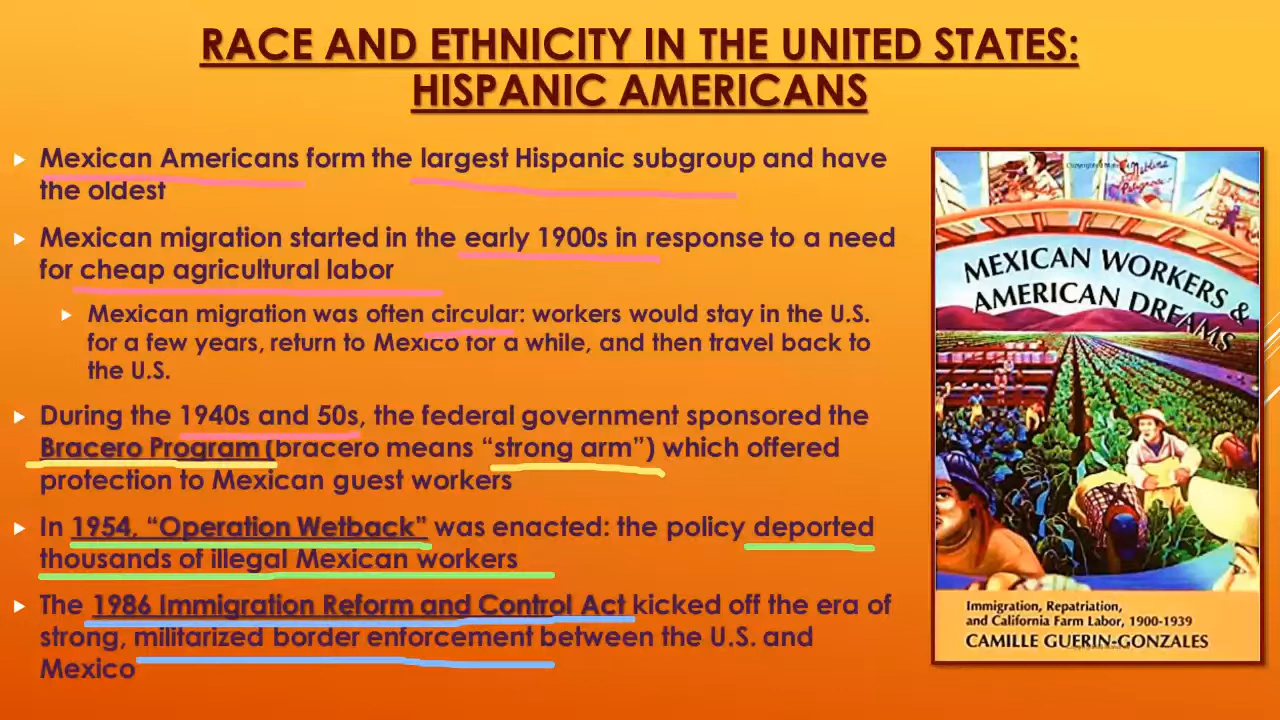 RACE AND ETHNICITY IN THE UNITED STATES:
HISPANIC AMERICANS
Mexican Americans form the largest Hispanic subgroup and have
the oldest
Mexican migration started in the early 1900s in response to a need
for cheap agricultural labor
Mexican migration was often circular: workers would stay in the U.S.
for a few years, return to Mexico for a while, and then travel back to
the U.S.
During the 1940s and 50s, the federal government sponsored the
Bracero Program (bracero means “strong arm”) which offered
protection to Mexican guest workers
In 1954, “Operation Wetback” was enacted: the policy deported
thousands of illegal Mexican workers
The 1986 Immigration Reform and Control Act kicked off the era of
strong, militarized border enforcement between the U.S. and
Mexico
MEXICAN WORKERS &
AMERICAN DREAMS
Immigration, Repatriation,
and California Farm Labor, 1900-1939
CAMILLE GUERIN-GONZALES